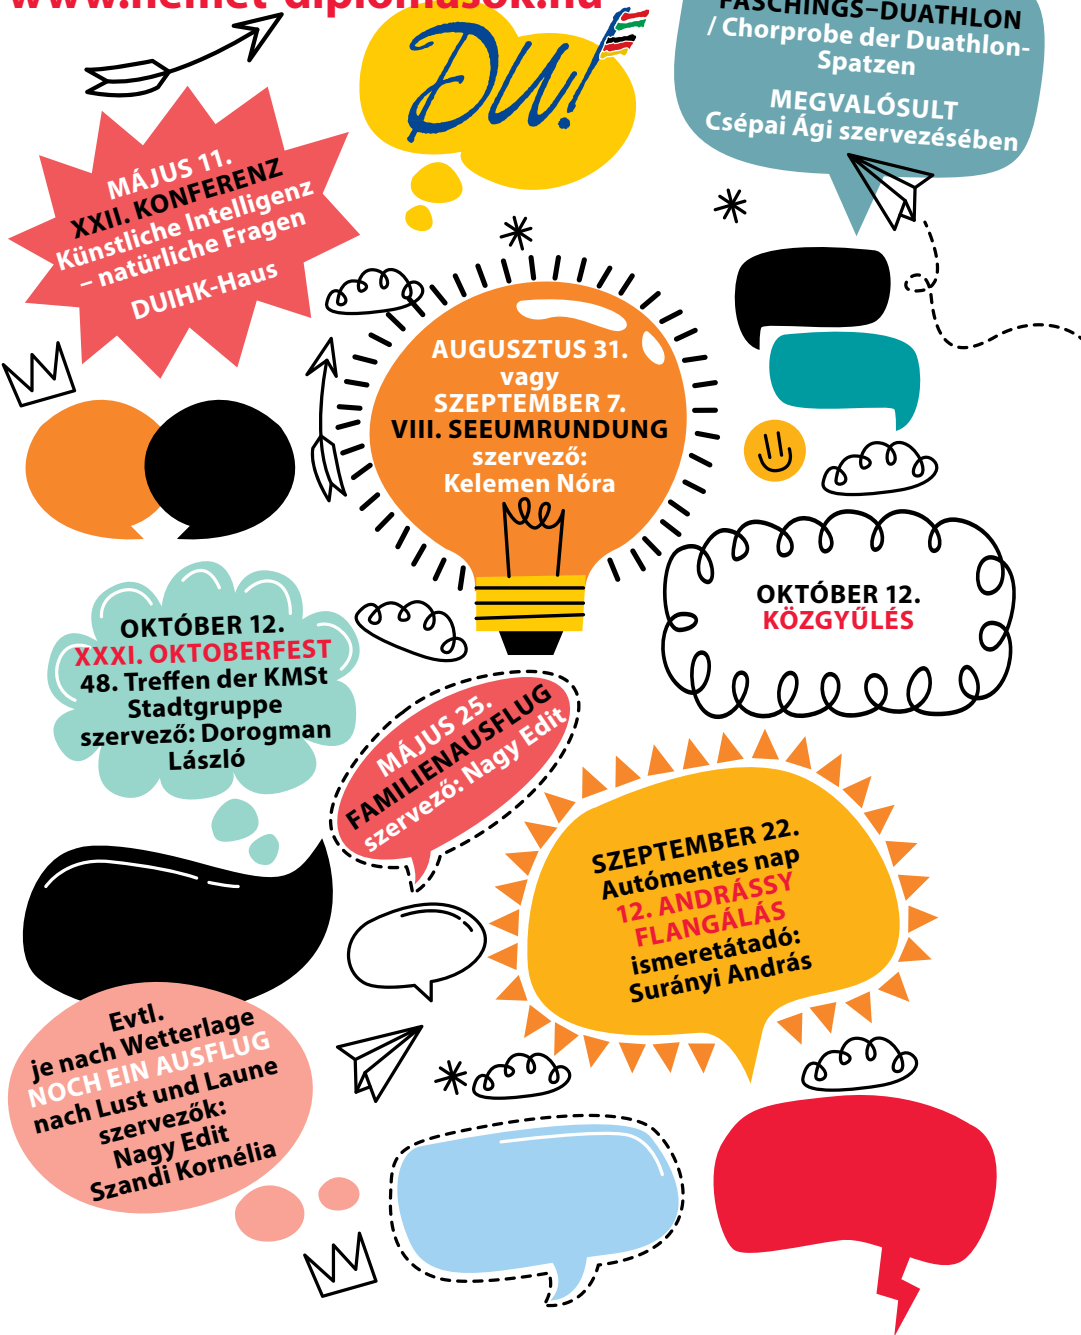 www.nemet-diplomasok.hu
DU!
FASCHINGS–DUATHLON
/ Chorprobe der Duathlon-
Spatzen
MEGVALÓSULT
Csépai Ági szervezésében
MÁJUS 11.
XXII. KONFERENZ
Künstliche Intelligenz
– natürliche Fragen
DUIHK-Haus
AUGUSZTUS 31.
vagy
SZEPTEMBER 7.
VIII. SEEUMRUNDUNG
szervező:
Kelemen Nóra
OKTÓBER 12.
KÖZGYŰLÉS
OKTÓBER 12.
XXXI. OKTOBERFEST
48. Treffen der KMSt
Stadtgruppe
szervező: Dorogman
László
MÁJUS 25.
FAMILIENAUSFLUG
szervező: Nagy Edit
SZEPTEMBER 22.
Autómentes nap
12. ANDRÁSSY
FLANGÁLÁS
ismeretátadó:
Surányi András
Evtl.
je nach Wetterlage
NOCH EIN AUSFLUG
nach Lust und Laune
szervezők:
Nagy Edit
Szandi Kornélia